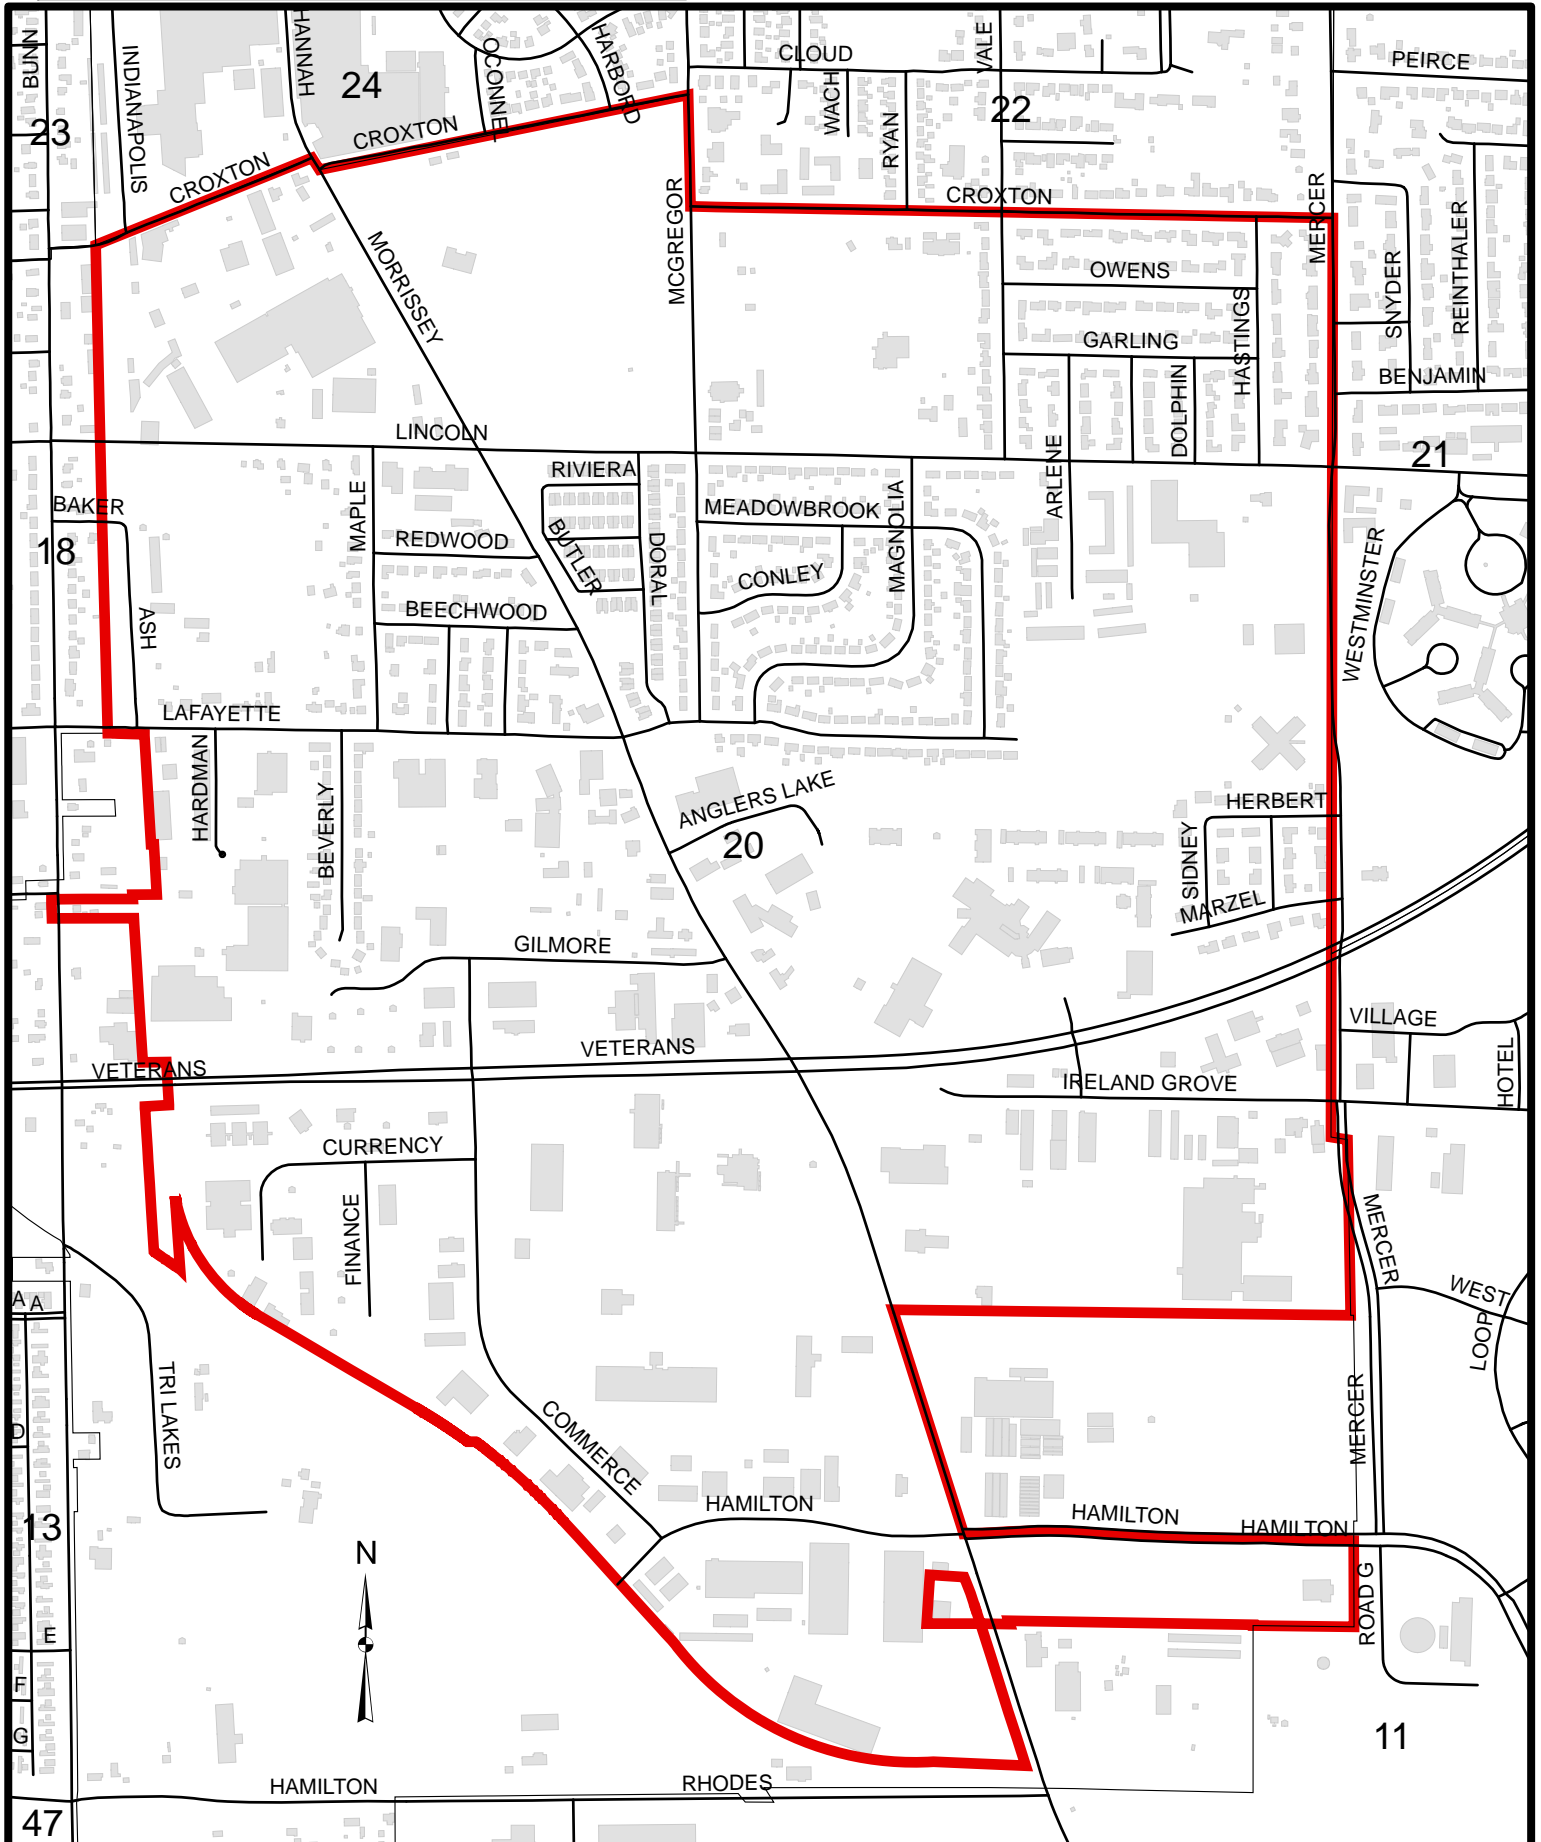 BUNN
INDIANAPOLIS
HANNAH
24
OCONNEL
HARBORD
CLOUD
WACH
VALE
PEIRCE
23
CROXTON
CROXTON
RYAN
22
MERCER
CROXTON
MCGREGOR
MORRISSEY
OWENS
HASTINGS
SNYDER
REINTHALER
GARLING
DOLPHIN
BENJAMIN
LINCOLN
RIVIERA
ARLENE
21
BAKER
MAPLE
MEADOWBROOK
MAGNOLIA
18
REDWOOD
BUTLER
DORAL
CONLEY
WESTMINSTER
ASH
BEECHWOOD
LAFAYETTE
HARDMAN
BEVERLY
ANGLERS LAKE
20
HERBERT
SIDNEY
MARZEL
GILMORE
VILLAGE
VETERANS
VETERANS
IRELAND GROVE
HOTEL
CURRENCY
FINANCE
MERCER
A
A
WEST
LOOP
TRI LAKES
COMMERCE
MERCER
D
HAMILTON
HAMILTON
HAMILTON
13
N
ROAD G
E
F
G
11
HAMILTON
RHODES
47